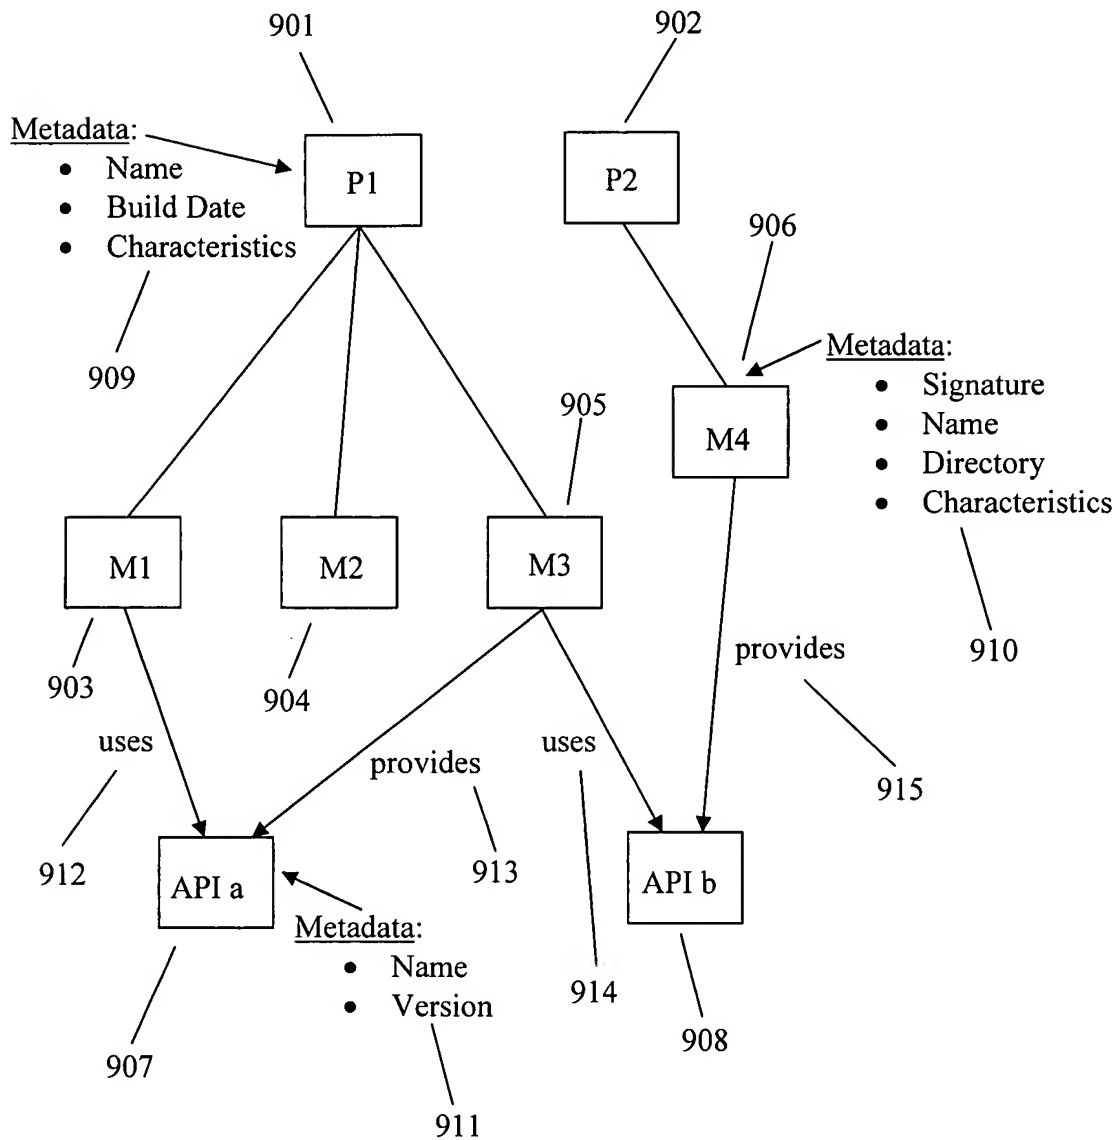 901
902
Metadata:
• Name
• Build Date
• Characteristics
P1
P2
906
909
Metadata:
• Signature
• Name
• Directory
• Characteristics
905
M4
M1
M2
M3
910
903
904
provides
uses
provides
uses
915
912
913
API a
API b
Metadata:
• Name
• Version
914
907
908
911